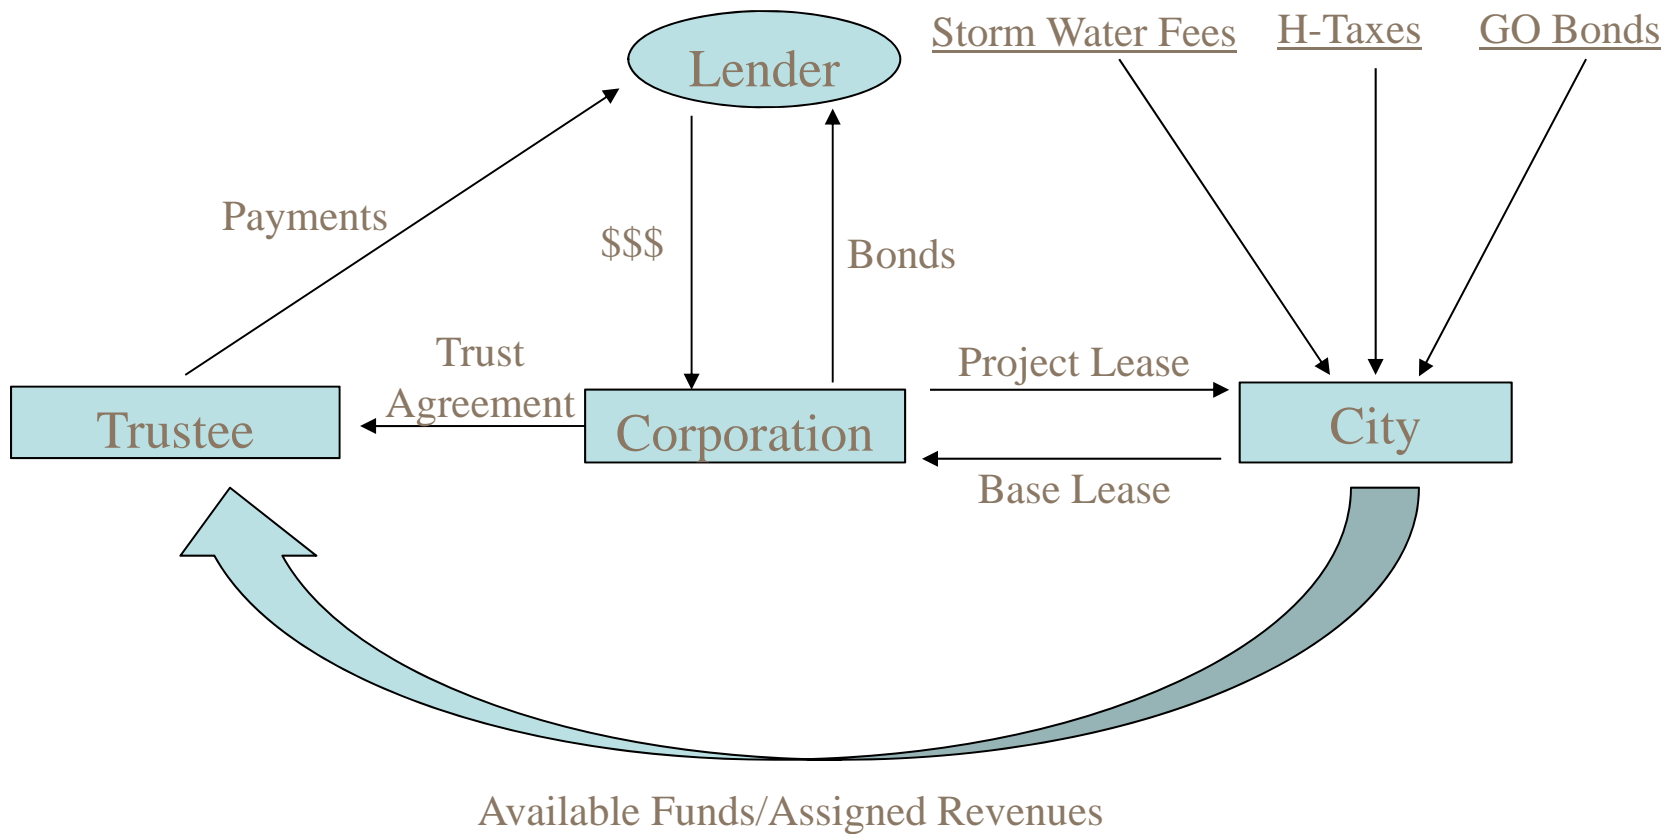 Storm Water Fees
H-Taxes
GO Bonds
Lender
Payments
$$$
Bonds
Trust
Agreement
Project Lease
Trustee
Corporation
City
Base Lease
Available Funds/Assigned Revenues